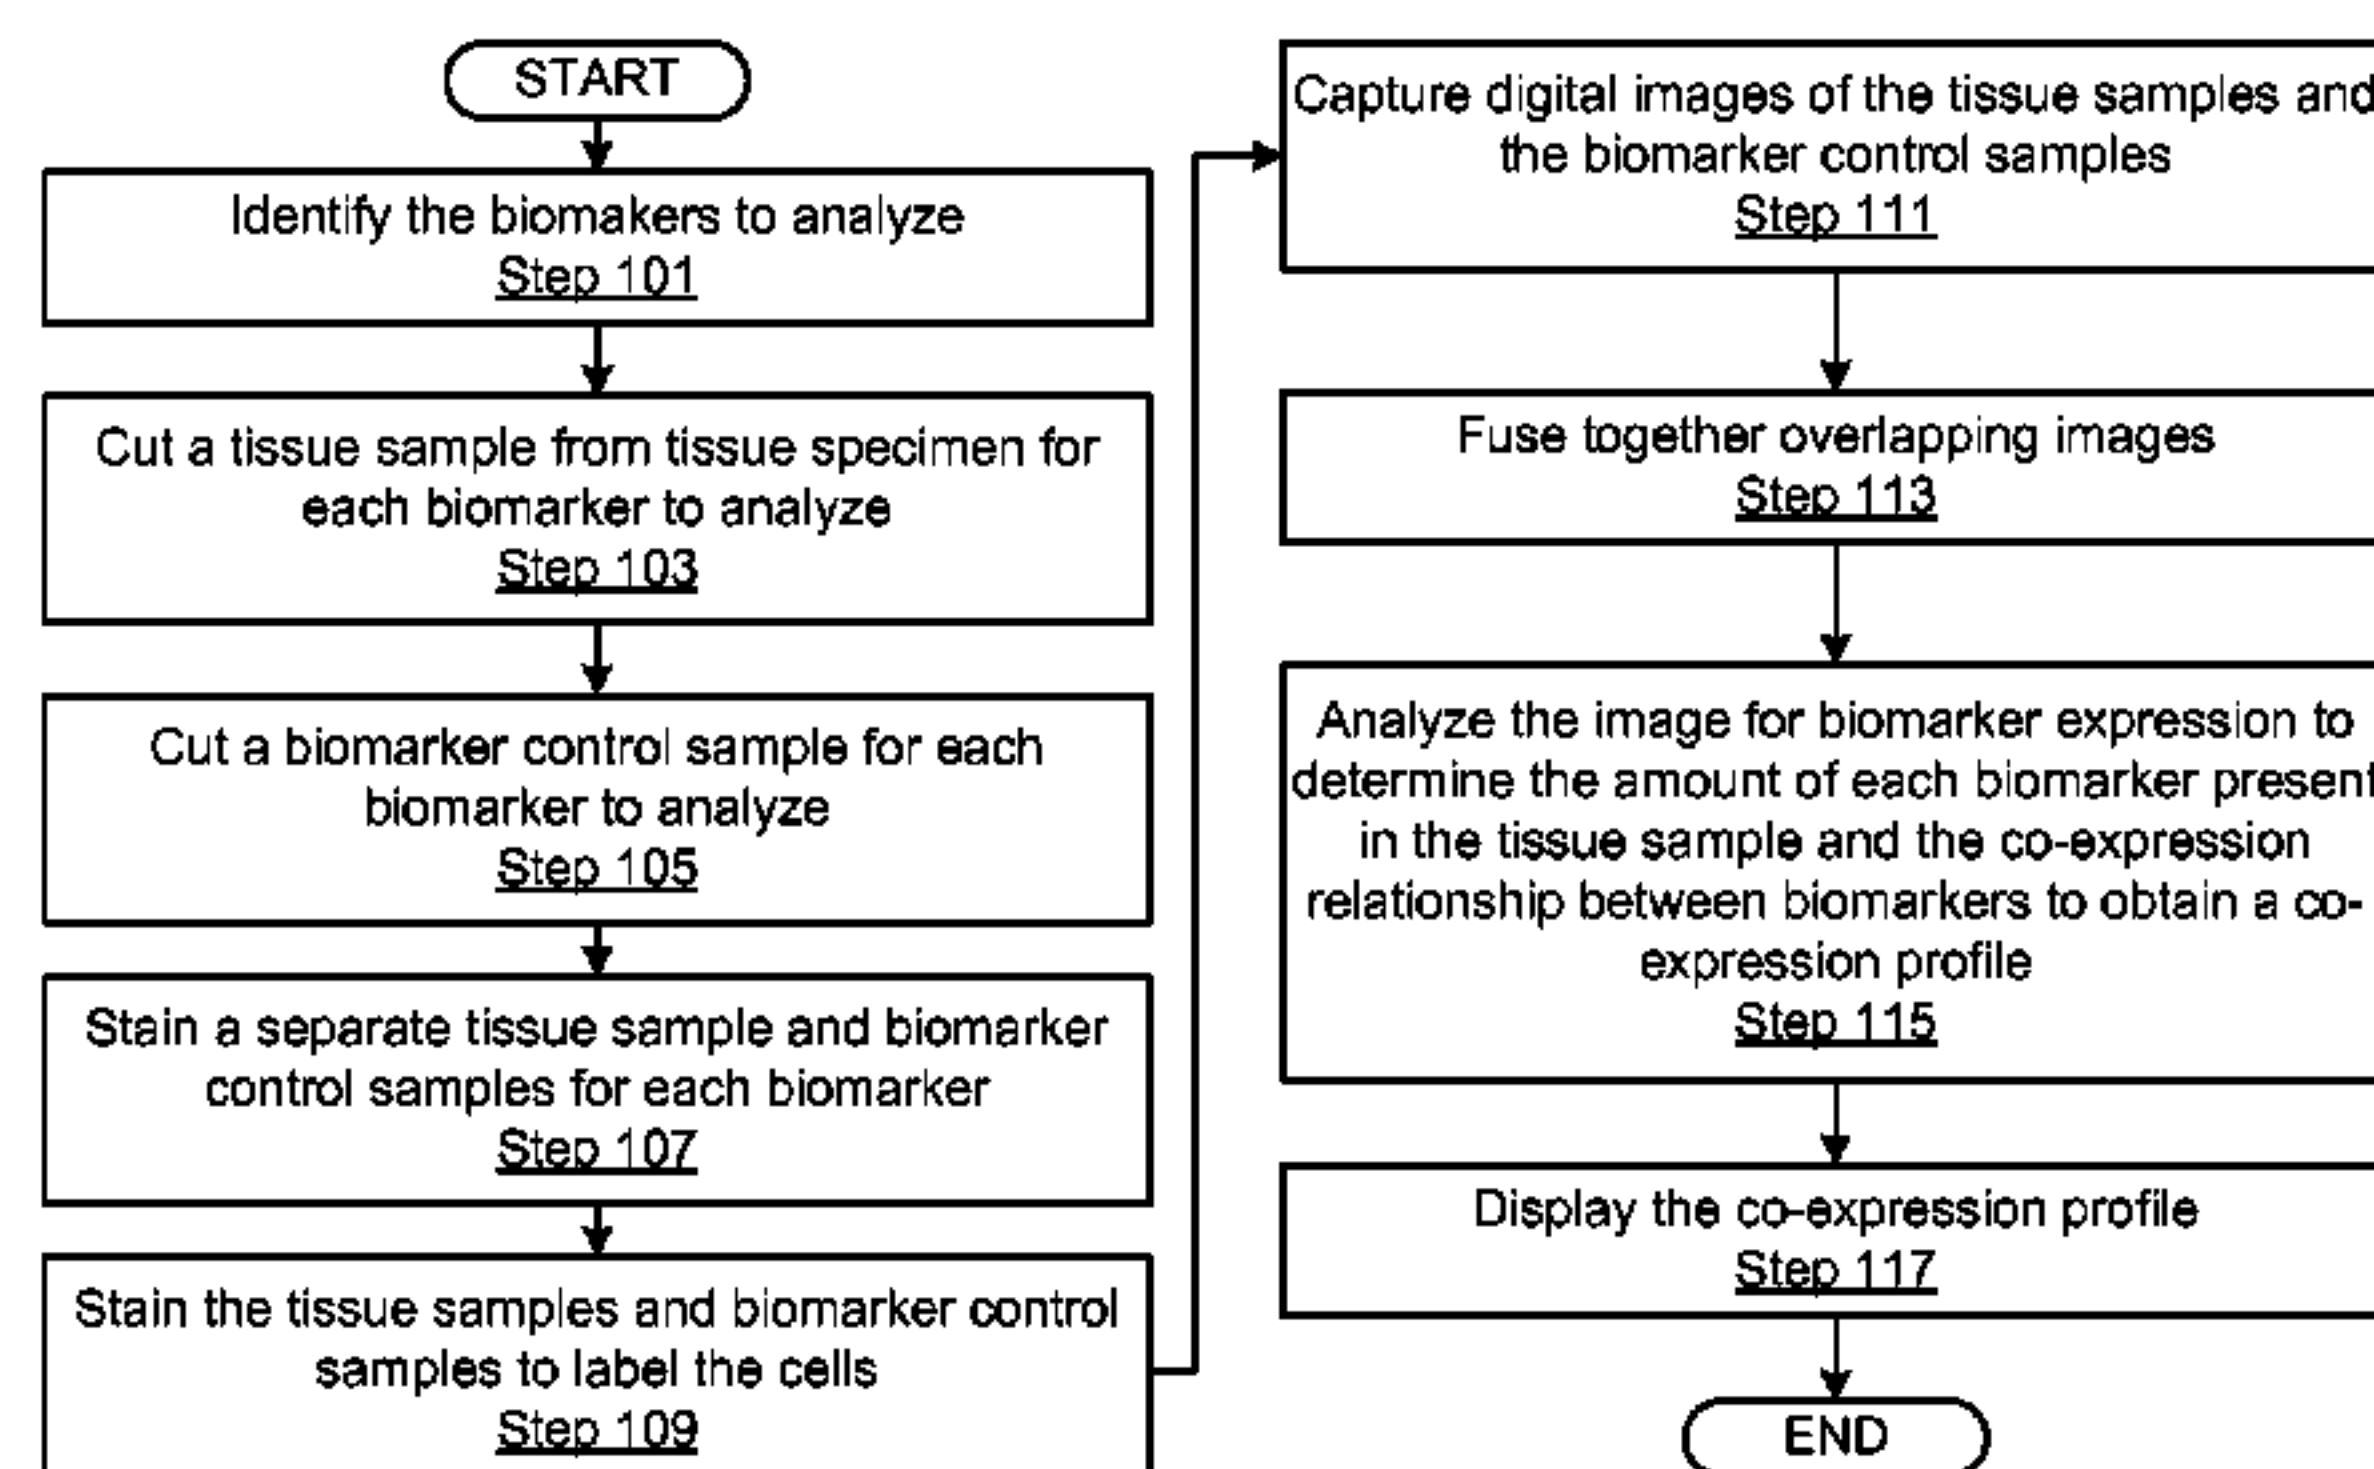 START
Identify the biomakers to analyze
Step 101
Cut a tissue sample from tissue specimen for
each biomarker to analyze
Step 103
Cut a biomarker control sample for each
biomarker to analyze
Step 105
Stain a separate tissue sample and biomarker
control samples for each biomarker
Step 107
Stain the tissue samples and biomarker control
samples to label the cells
Step 109
Capture digital images of the tissue samples and
the biomarker control samples
Step 111
Fuse together overlapping images
Step 113
Analyze the image for biomarker expression to
determine the amount of each biomarker present
in the tissue sample and the co-expression
relationship between biomarkers to obtain a co-
expression profile
Step 115
Display the co-expression profile
Step 117
END